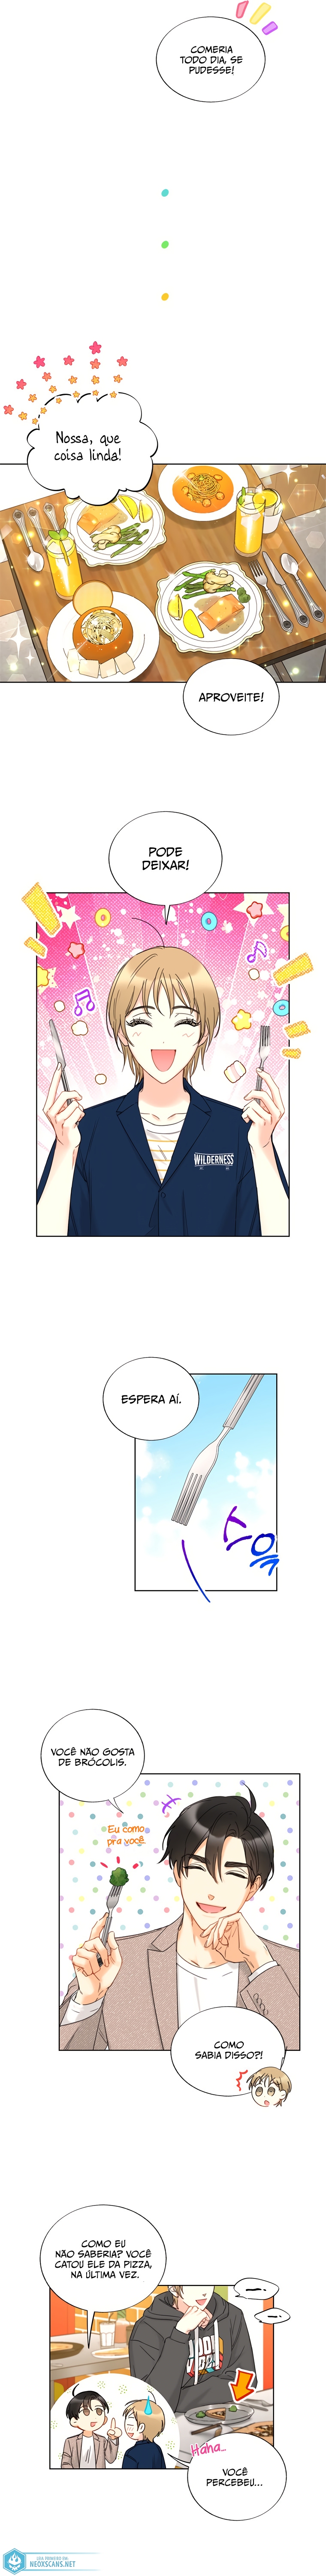 COMERIA
TODO DIA, SE
PUDESSE!
Nossa, que
coisa linda!
APROVEITE!
PODE
DEIXAR!
WILDERNESS
ESPERA AÍ.
스윽
VOCÊ NÃO GOSTA
DE BRÓCOLIS.
Eu como
pra você
COMO
SABIA DISSO?!
COMO EU
NÃO SABERIA? VOCÊ
CATOU ELE DA PIZZA,
NA ÚLTIMA VEZ.
Haha...
VOCÊ
PERCEBEU...
NEOXSCANS.NET